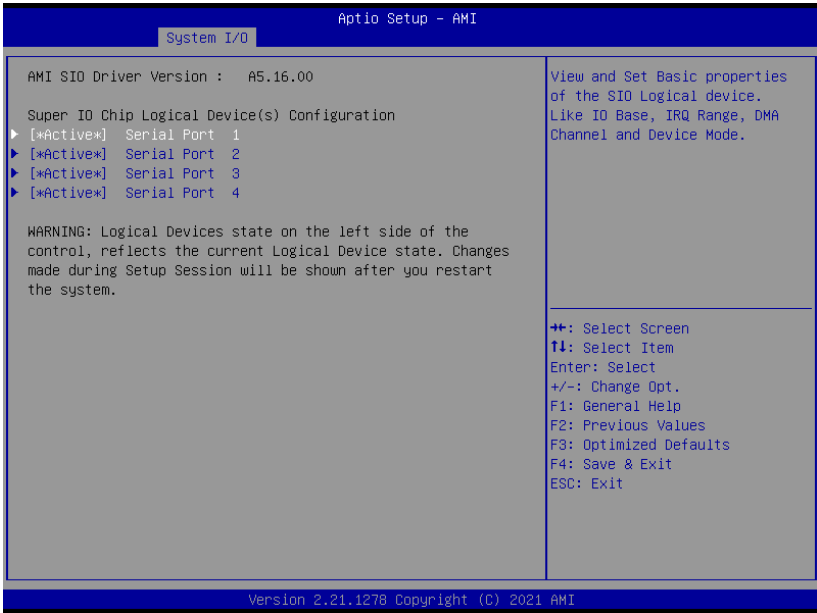 Aptio Setup – AMI
System I/O
AMI SIO Driver Version :   A5.16.00
Super IO Chip Logical Device(s) Configuration
[*Active*]  Serial Port  1
[*Active*]  Serial Port  2
[*Active*]  Serial Port  3
[*Active*]  Serial Port  4
WARNING: Logical Devices state on the left side of the
control, reflects the current Logical Device state. Changes
made during Setup Session will be shown after you restart
the system.
View and Set Basic properties
of the SIO Logical device.
Like IO Base, IRQ Range, DMA
Channel and Device Mode.
→←: Select Screen
↑↓: Select Item
Enter: Select
+/-: Change Opt.
F1: General Help
F2: Previous Values
F3: Optimized Defaults
F4: Save & Exit
ESC: Exit
Version 2.21.1278 Copyright (C) 2021 AMI